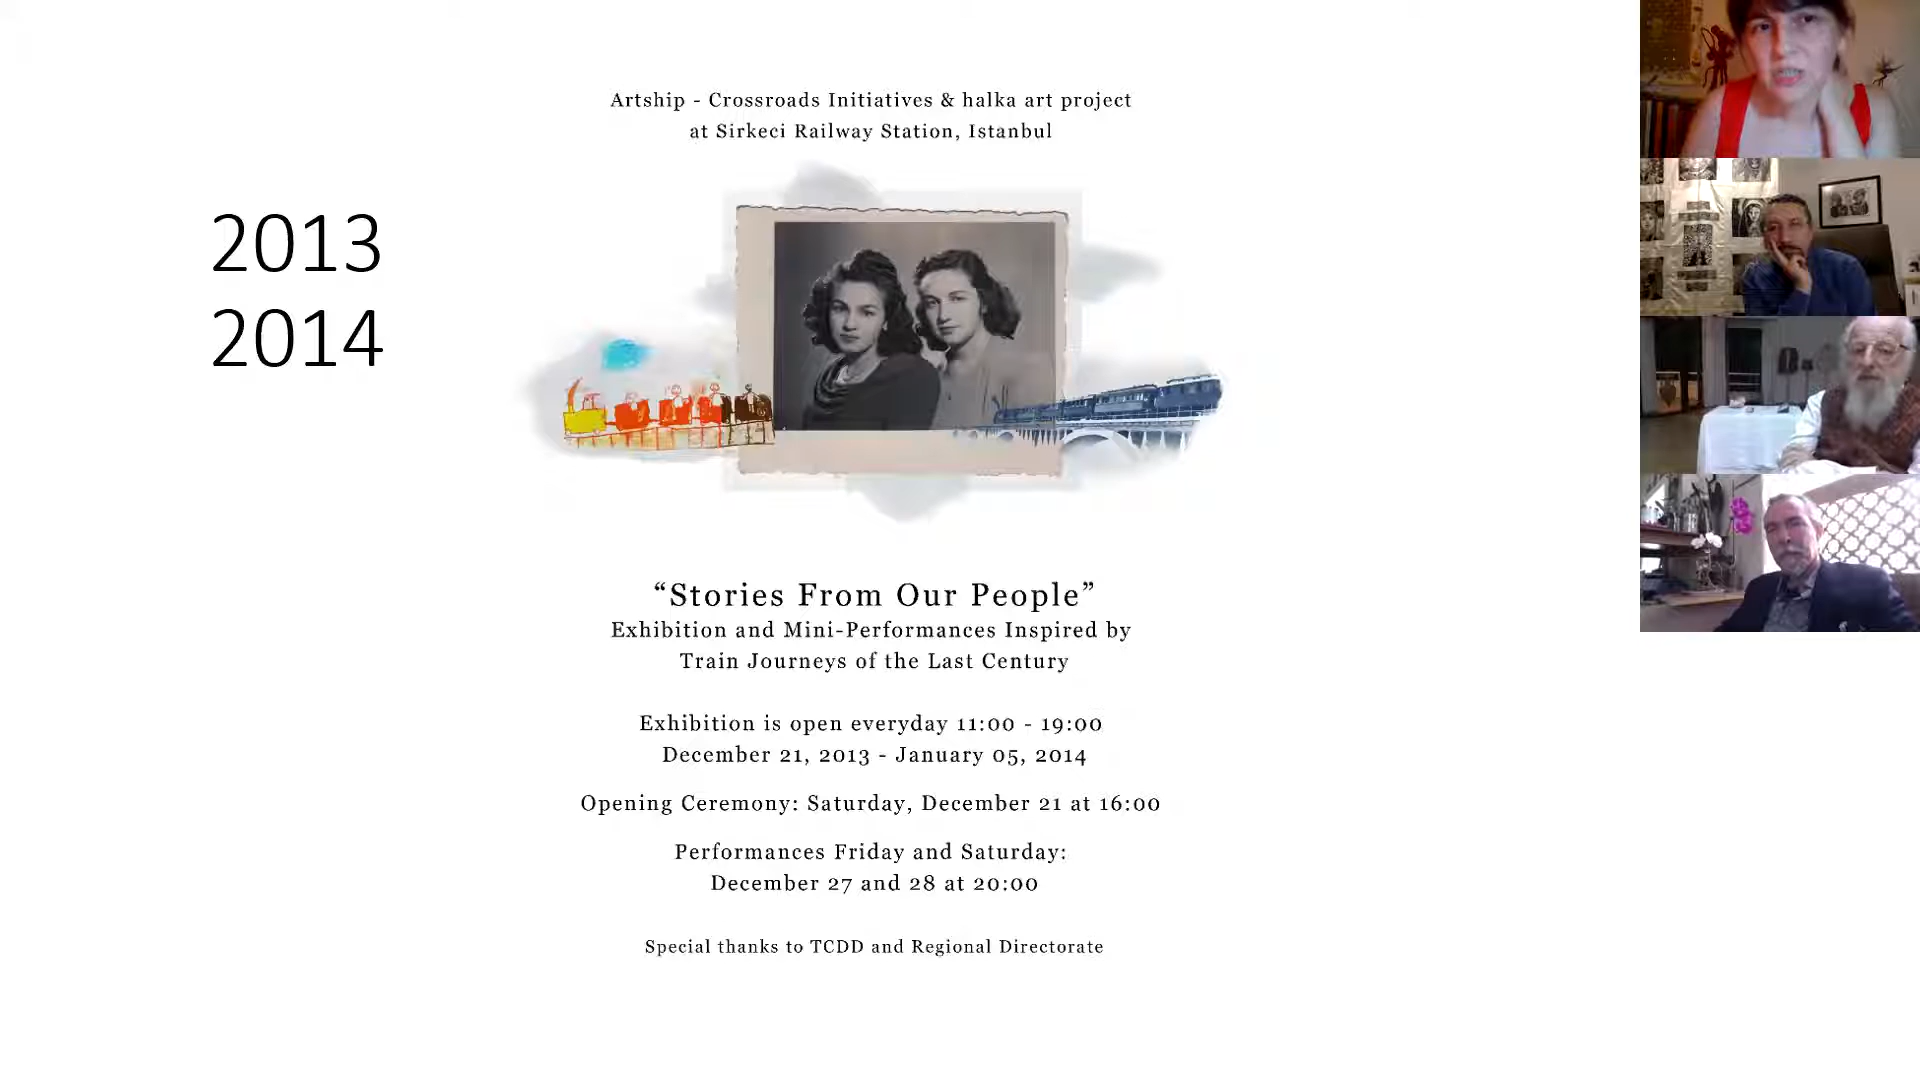 Artship - Crossroads Initiatives & halka art project
at Sirkeci Railway Station, Istanbul
2013
2014
“Stories From Our People”
Exhibition and Mini-Performances Inspired by
Train Journeys of the Last Century
Exhibition is open everyday 11:00 - 19:00
December 21, 2013 - January 05, 2014
Opening Ceremony: Saturday, December 21 at 16:00
Performances Friday and Saturday:
December 27 and 28 at 20:00
Special thanks to TCDD and Regional Directorate